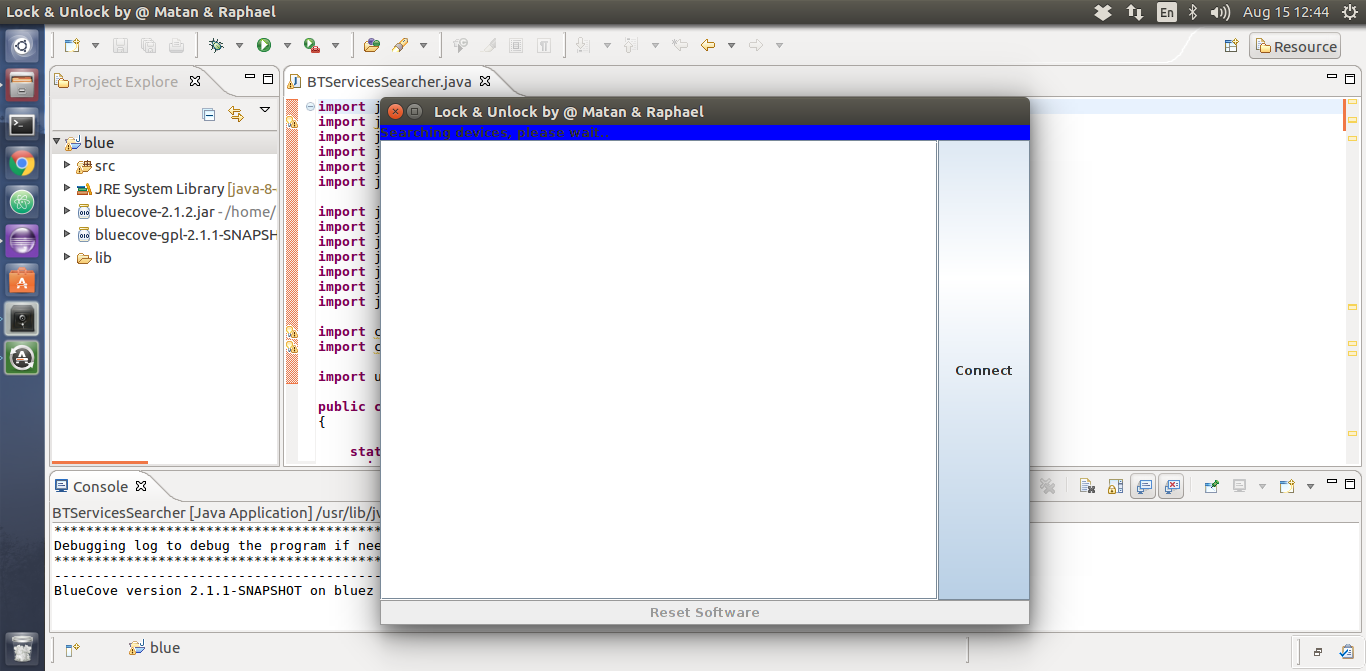 Lock & Unlock by @ Matan & Raphael
En
Aug 15 12:44
Resource
Project Explore
BTServicesSearcher.java
blue
src
JRE System Library [java-8-
bluecove-2.1.2.jar - /home/
bluecove-gpl-2.1.1-SNAPSH
lib
import j
import j
import j
import j
import j
import j
import j
import j
import j
import j
import j
import j
import j
import c
import c
import u
public c
{
stat
Lock & Unlock by @ Matan & Raphael
Searching devices, please wait..
Connect
Reset Software
Console
BTServicesSearcher [Java Application] /usr/lib/jv
*****************************************
Debugging log to debug the program if nee
*****************************************
-----------------------------------------
BlueCove version 2.1.1-SNAPSHOT on bluez
blue